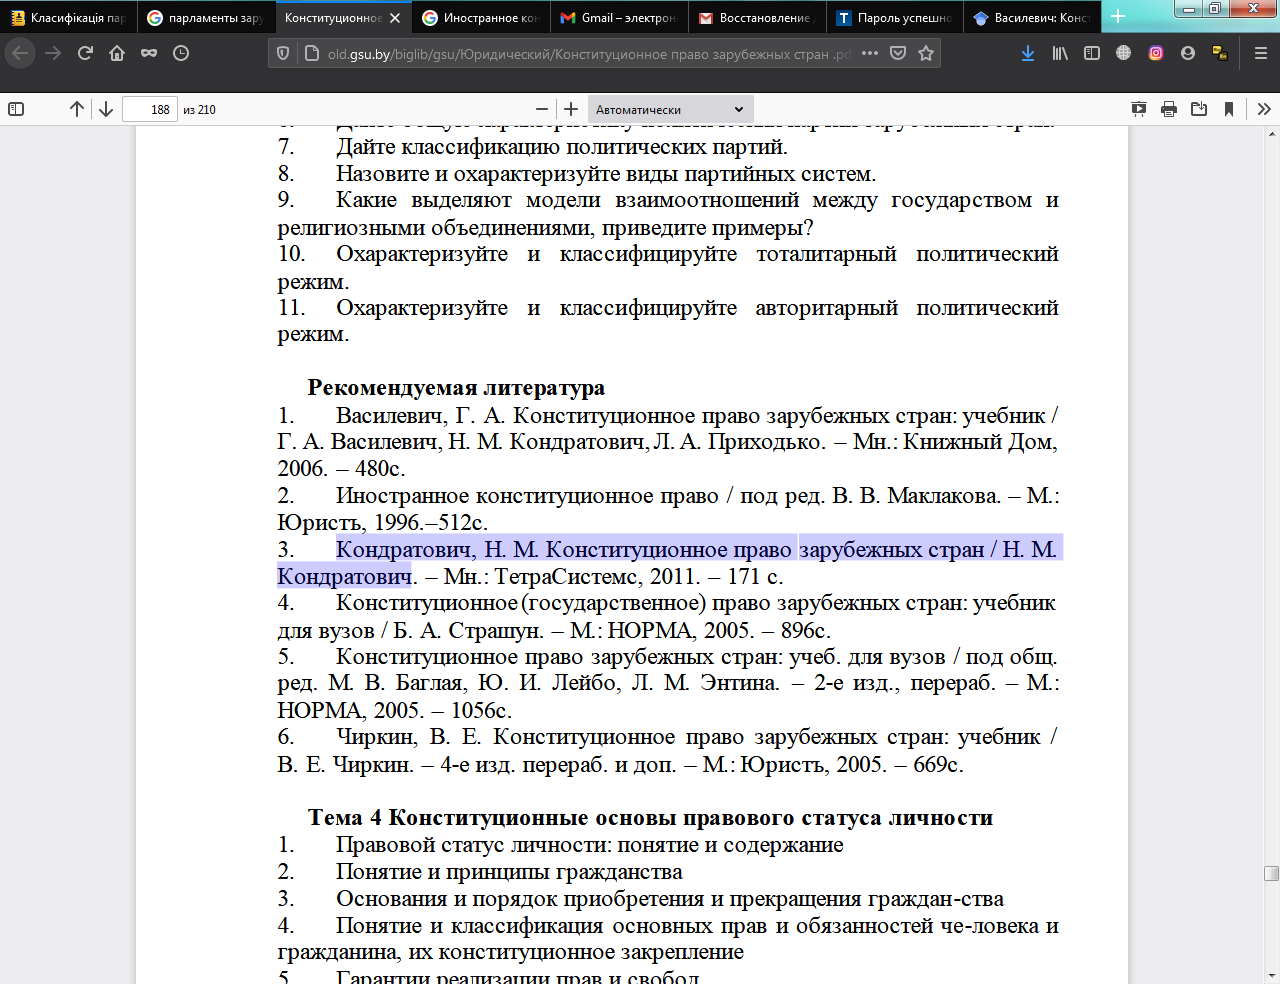 Класифікація пар
парламенты зару
Конституционное
Иностранное кон
Gmail – электрон
Восстановление д
Пароль успешно
Василевич: Конст
old.gsu.by/biglib/gsu/Юридический/Конституционное право зарубежных стран .pd
188 из 210
Автоматически
7. Дайте классификацию политических партий.
8. Назовите и охарактеризуйте виды партийных систем.
9. Какие выделяют модели взаимоотношений между государством и
религиозными объединениями, приведите примеры?
10. Охарактеризуйте и классифицируйте тоталитарный политический
режим.
11. Охарактеризуйте и классифицируйте авторитарный политический
режим.
Рекомендуемая литература
1. Василевич, Г. А. Конституционное право зарубежных стран: учебник /
Г. А. Василевич, Н. М. Кондратович, Л. А. Приходько. – Мн.: Книжный Дом,
2006. – 480с.
2. Иностранное конституционное право / под ред. В. В. Маклакова. – М.:
Юристъ, 1996.–512с.
3. Кондратович, Н. М. Конституционное право зарубежных стран / Н. М.
Кондратович. – Мн.: ТетраСистемс, 2011. – 171 с.
4. Конституционное (государственное) право зарубежных стран: учебник
для вузов / Б. А. Страшун. – М.: НОРМА, 2005. – 896с.
5. Конституционное право зарубежных стран: учеб. для вузов / под общ.
ред. М. В. Баглая, Ю. И. Лейбо, Л. М. Энтина. – 2-е изд., перераб. – М.:
НОРМА, 2005. – 1056с.
6. Чиркин, В. Е. Конституционное право зарубежных стран: учебник /
В. Е. Чиркин. – 4-е изд. перераб. и доп. – М.: Юристъ, 2005. – 669с.
Тема 4 Конституционные основы правового статуса личности
1. Правовой статус личности: понятие и содержание
2. Понятие и принципы гражданства
3. Основания и порядок приобретения и прекращения граждан-ства
4. Понятие и классификация основных прав и обязанностей че-ловека и
гражданина, их конституционное закрепление
5. Гарантии реализации прав и свобод